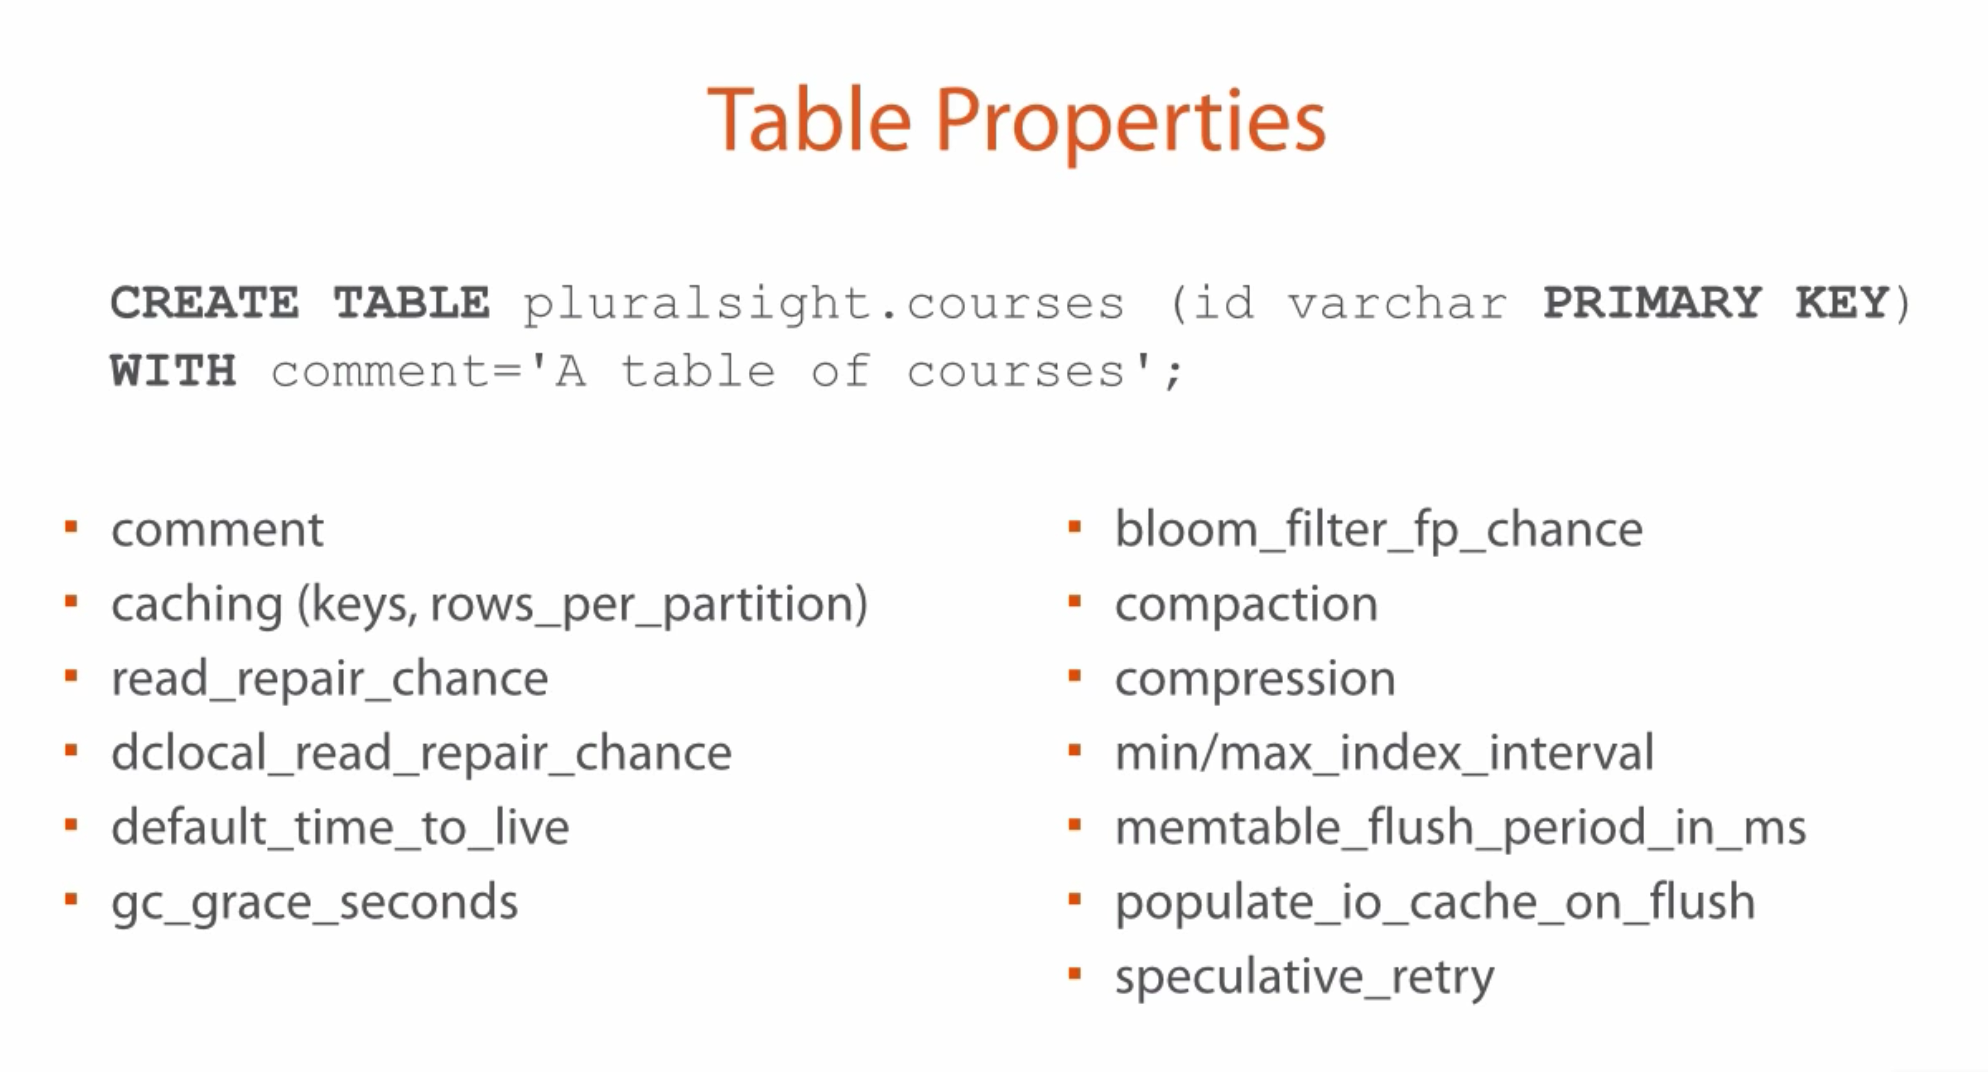 Table Properties
CREATE TABLE pluralsight.courses (id varchar PRIMARY KEY)
WITH comment='A table of courses';
comment
caching (keys, rows_per_partition)
read_repair_chance
dclocal_read_repair_chance
default_time_to_live
gc_grace_seconds
bloom_filter_fp_chance
compaction
compression
min/max_index_interval
memtable_flush_period_in_ms
populate_io_cache_on_flush
speculative_retry